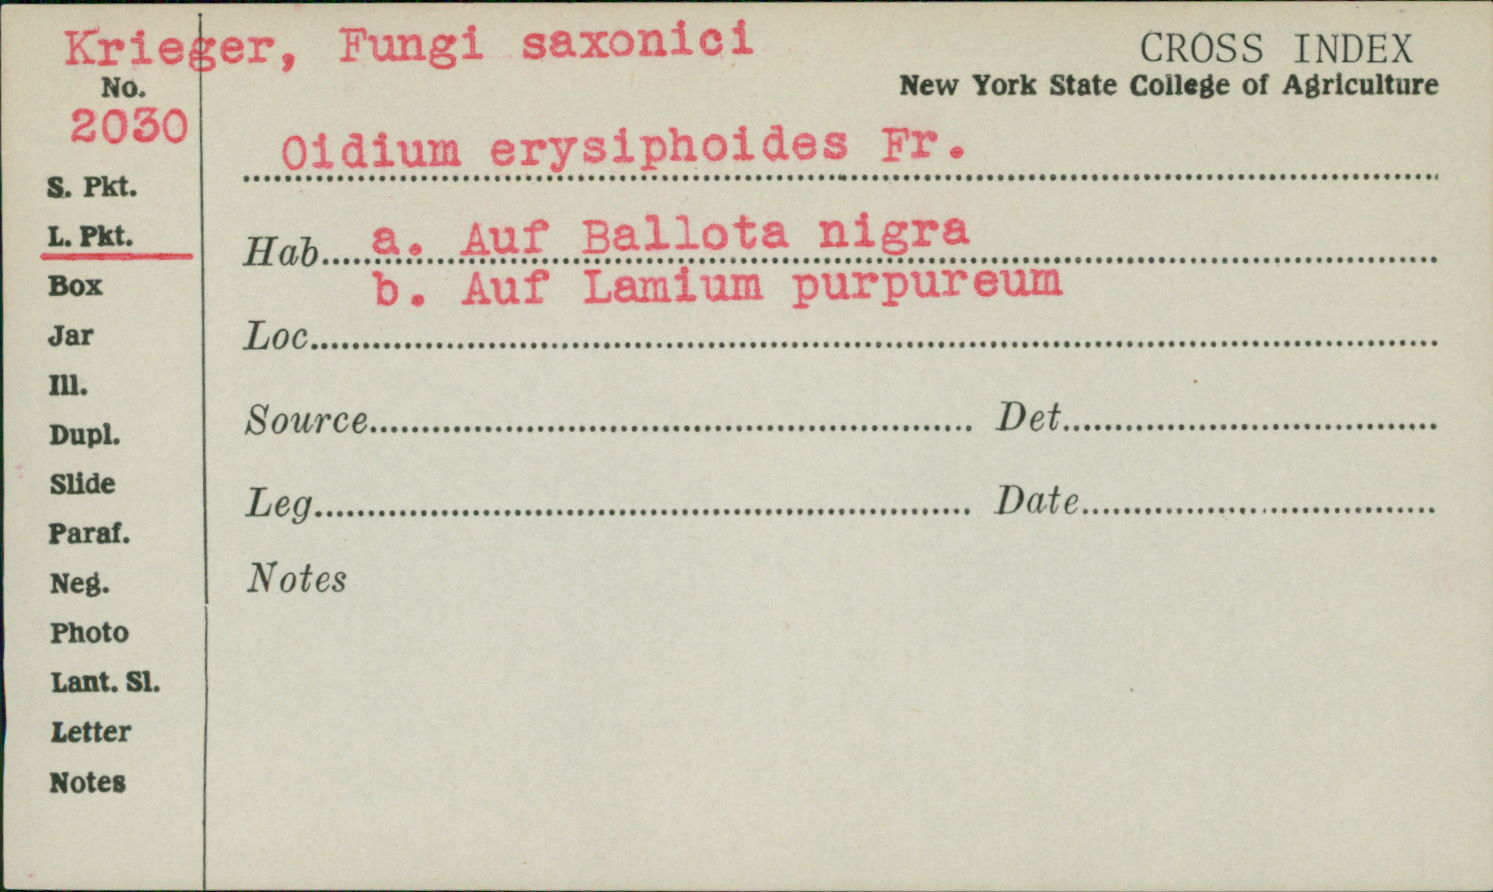 Krieger, Fungi saxonici
CROSS INDEX
No.
New York State College of Agriculture
2030
Oidium erysiphoides Fr.
S. Pkt.
L. Pkt.
Hab. a. Auf Ballota nigra
b. Auf Lamium purpureum
Box
Jar
Loc.
Ill.
Dupl.
Source
Det.
Slide
Leg.
Date
Paraf.
Neg.
Notes
Photo
Lant. Sl.
Letter
Notes